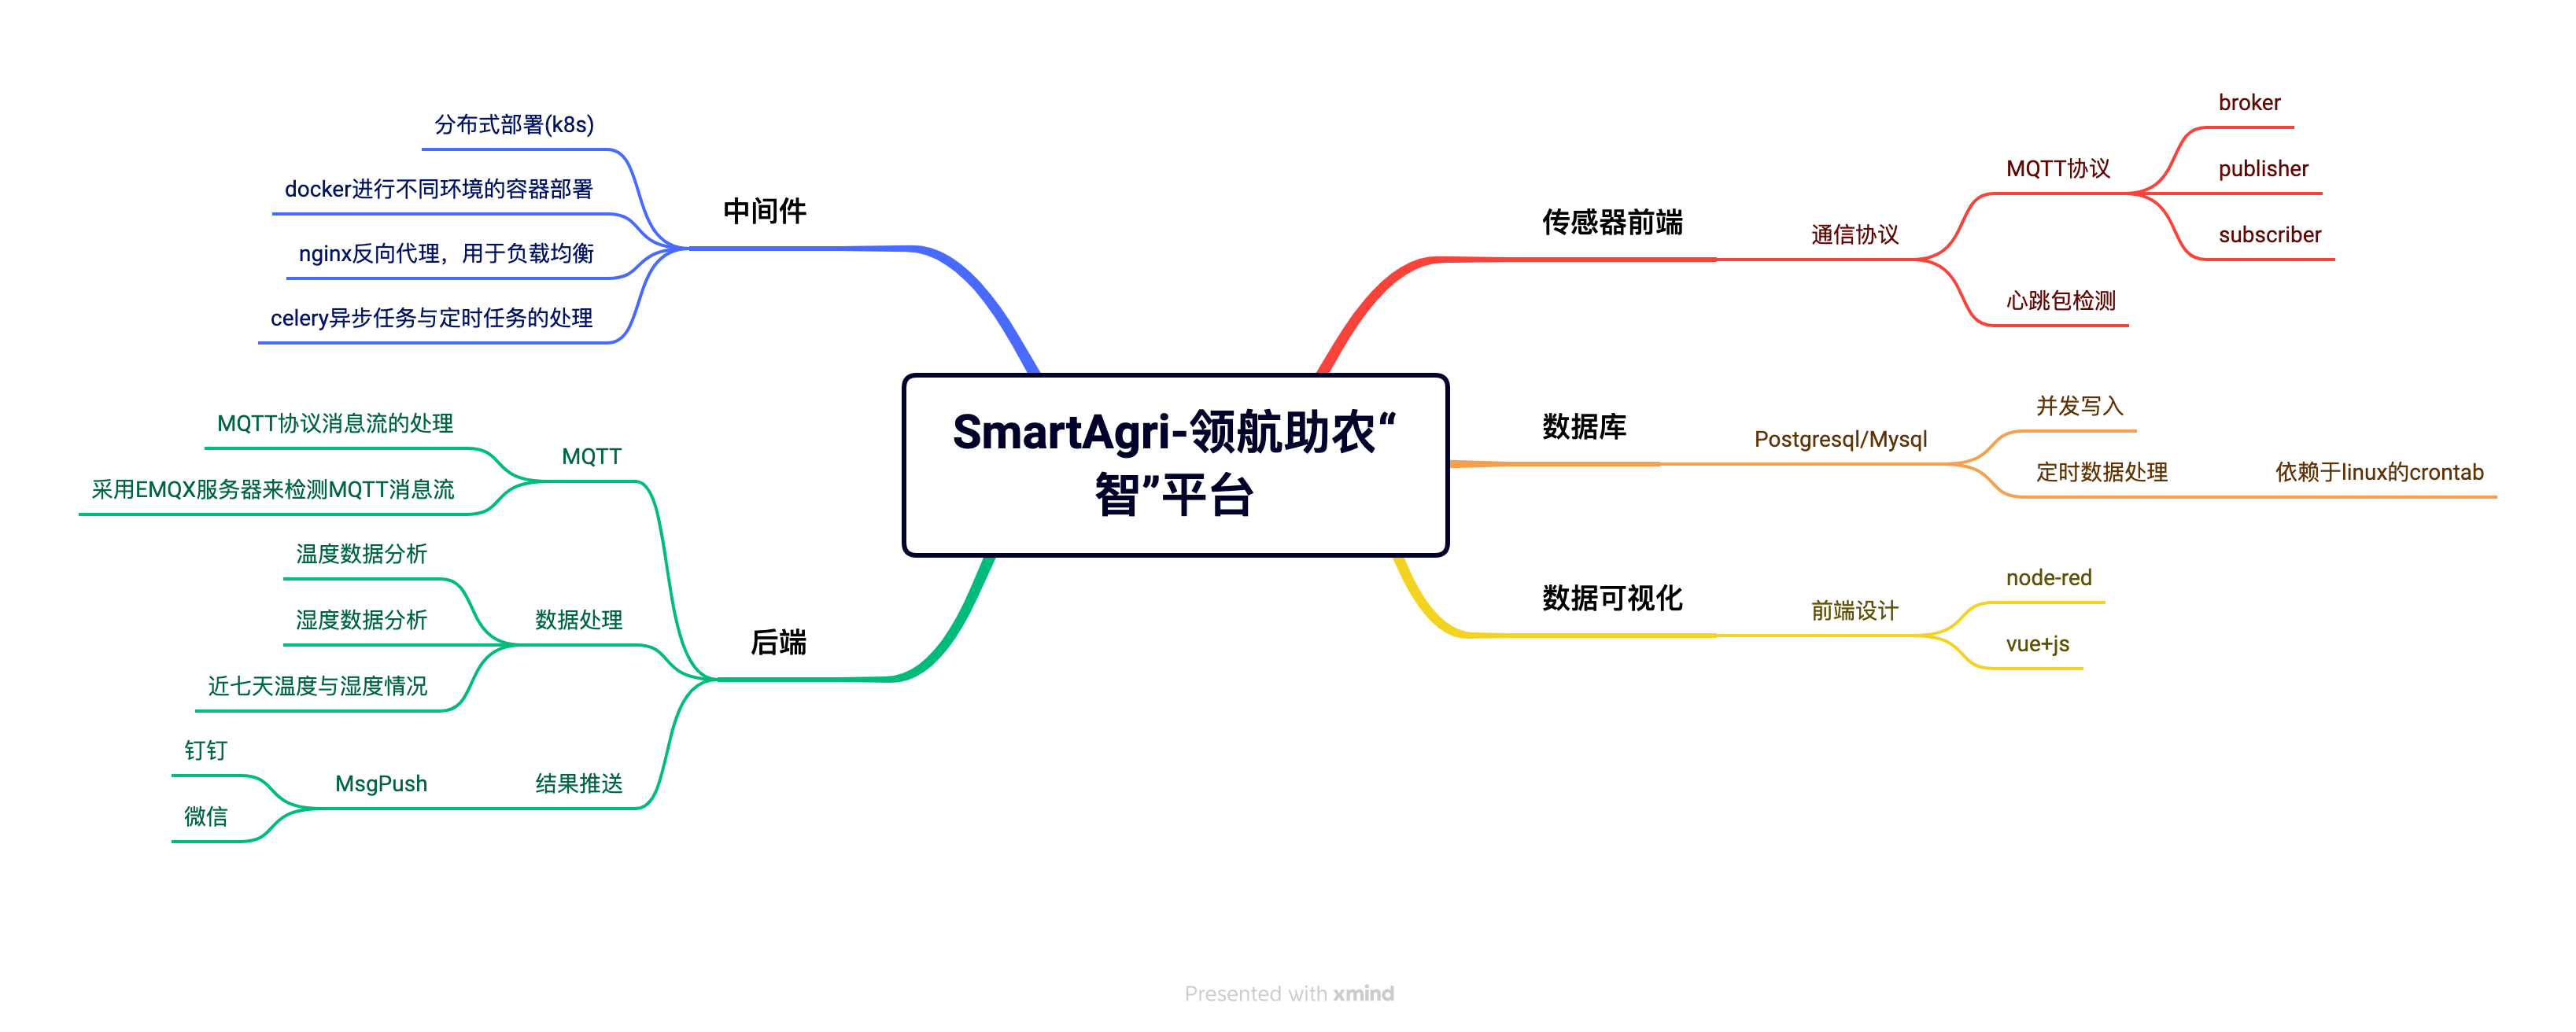 SmartAgri-领航助农“
智”平台
传感器前端
通信协议
MQTT协议
broker
publisher
subscriber
心跳包检测
数据库
Postgresql/Mysql
并发写入
定时数据处理
依赖于linux的crontab
数据可视化
前端设计
node-red
vue+js
中间件
分布式部署(k8s)
docker进行不同环境的容器部署
nginx反向代理，用于负载均衡
celery异步任务与定时任务的处理
后端
MQTT
MQTT协议消息流的处理
采用EMQX服务器来检测MQTT消息流
数据处理
温度数据分析
湿度数据分析
近七天温度与湿度情况
结果推送
MsgPush
钉钉
微信
Presented with xmind